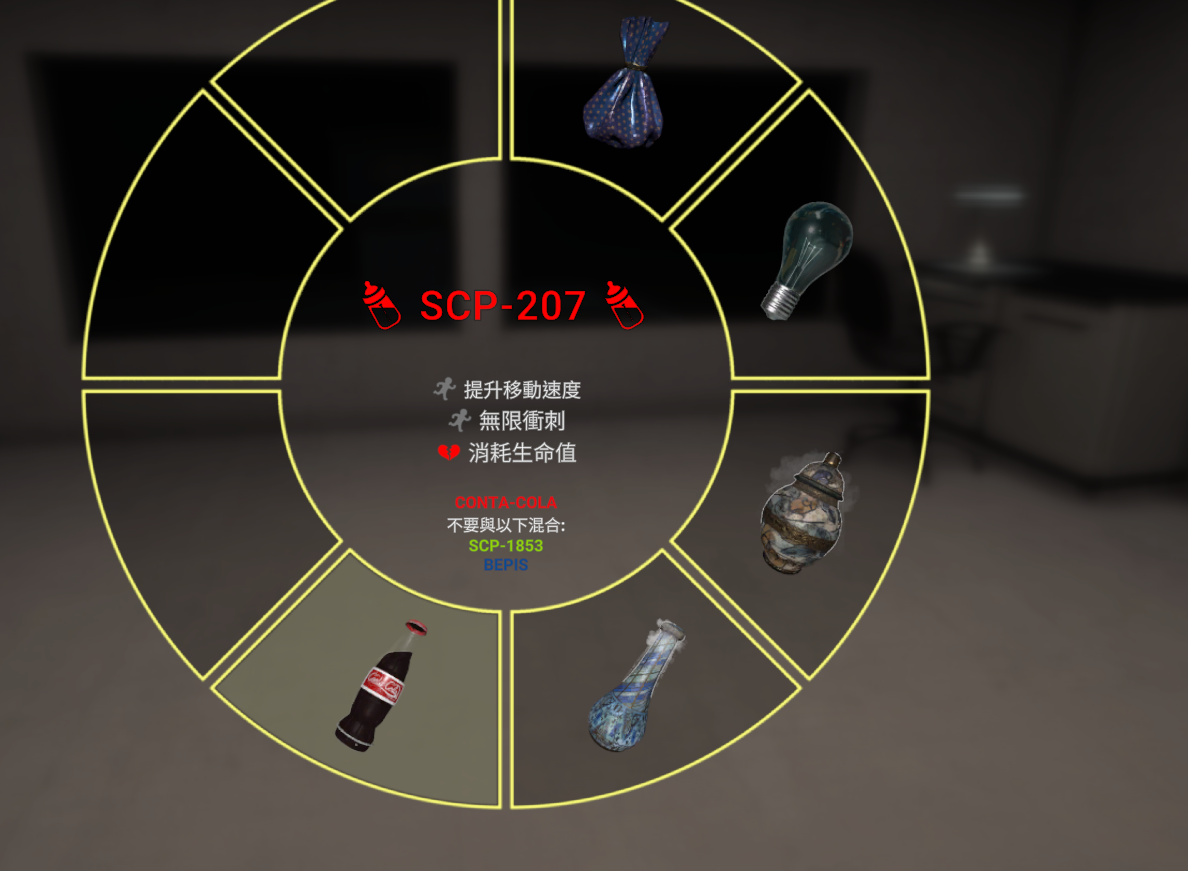 SCP-207
提升移動速度
無限衝刺
消耗生命值
CONTA-COLA
不要與以下混合:
SCP-1853
BEPIS